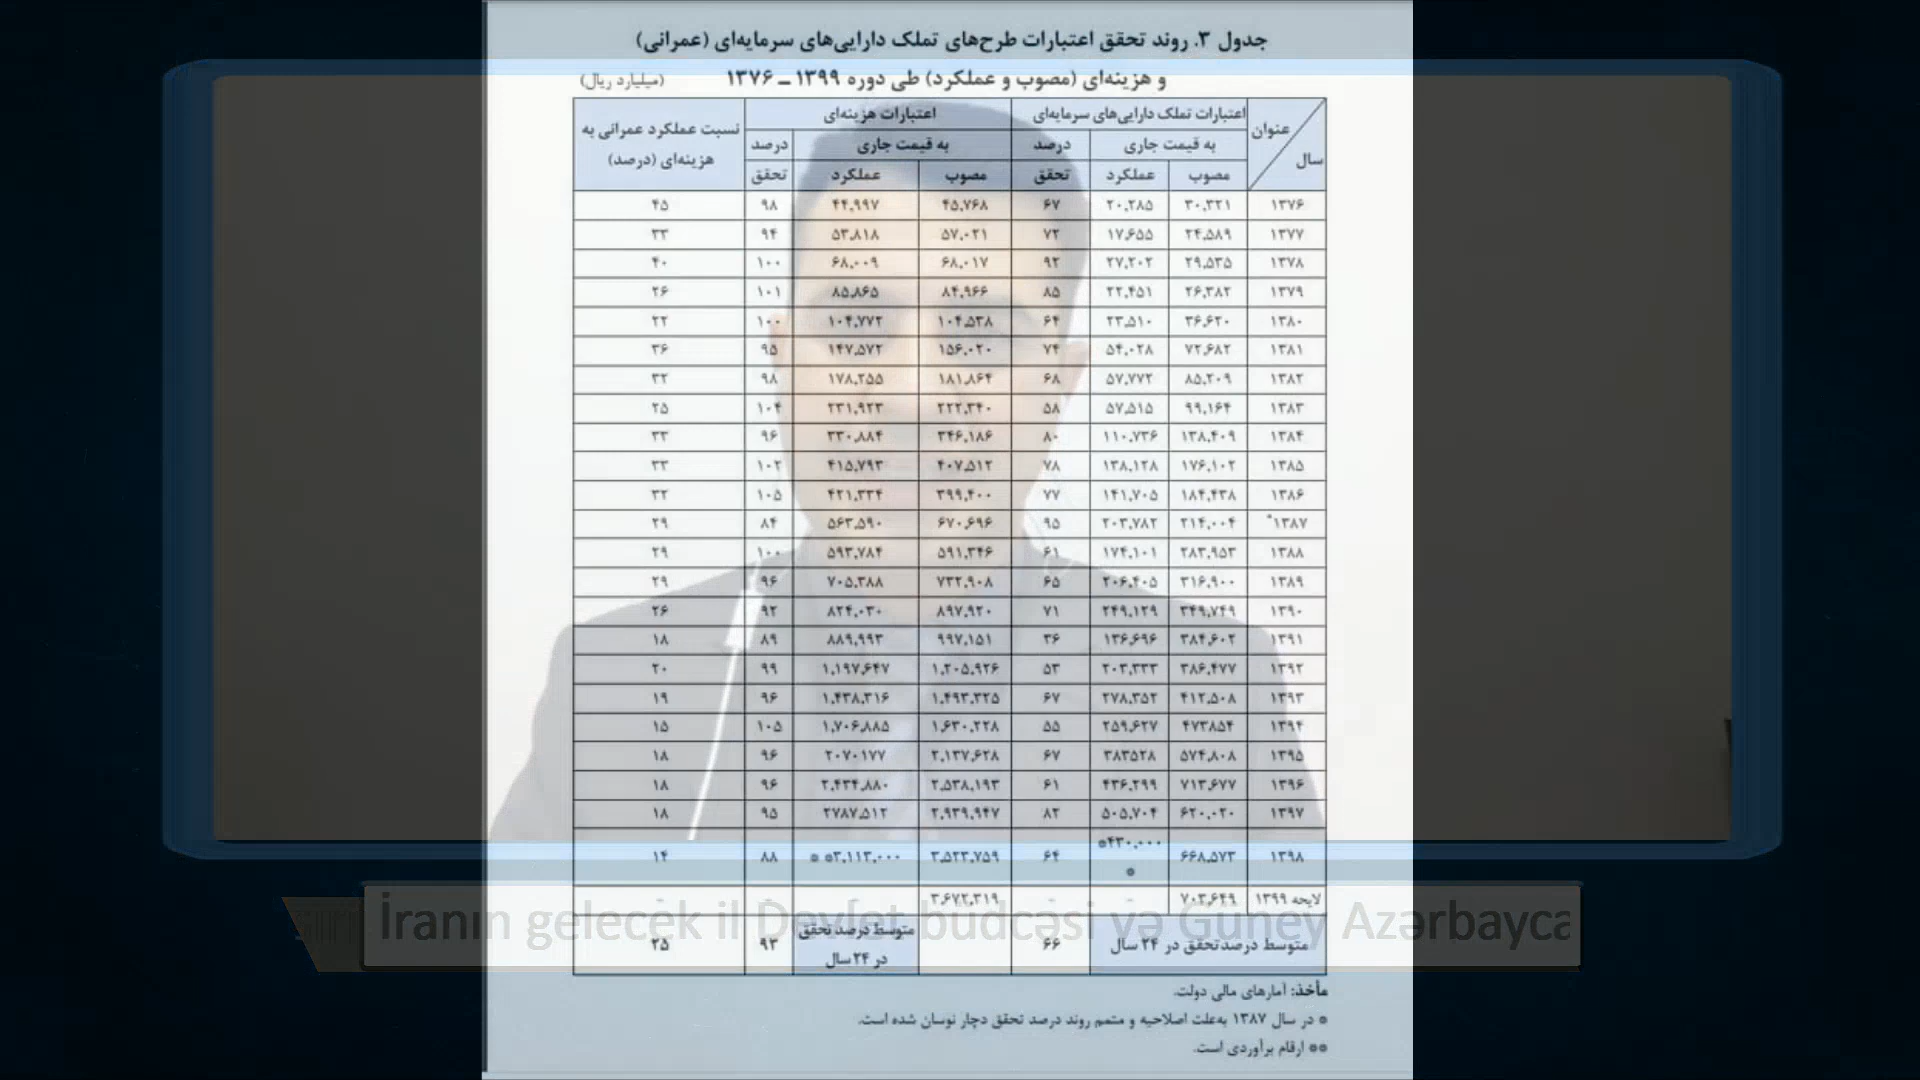 جدول ۳. روند تحقق اعتبارات طرح‌های تملک دارایی‌های سرمایه‌ای (عمرانی)
و هزینه‌ای (مصوب و عملکرد) طی دوره ۱۳۹۹ ـ ۱۳۷۶ (میلیارد ریال)
عنوان سال اعتبارات تملک دارایی‌های سرمایه‌ای اعتبارات هزینه‌ای نسبت عملکرد عمرانی به هزینه‌ای (درصد)
به قیمت جاری درصد تحقق به قیمت جاری درصد تحقق
مصوب عملکرد مصوب عملکرد
۱۳۷۶ ۳۰,۳۲۱ ۲۰,۲۸۵ ۶۷ ۴۵,۷۶۸ ۴۴,۹۹۷ ۹۸ ۴۵
۱۳۷۷ ۲۴,۵۸۹ ۱۷,۶۵۵ ۷۲ ۵۷,۰۲۱ ۵۳,۸۱۸ ۹۴ ۳۳
۱۳۷۸ ۲۹,۵۳۵ ۲۷,۲۰۲ ۹۲ ۶۸,۰۱۷ ۶۸,۰۰۹ ۱۰۰ ۴۰
۱۳۷۹ ۲۶,۳۸۲ ۲۲,۴۵۱ ۸۵ ۸۴,۹۶۶ ۸۵,۸۶۵ ۱۰۱ ۲۶
۱۳۸۰ ۳۶,۶۲۰ ۲۳,۵۱۰ ۶۴ ۱۰۴,۵۳۸ ۱۰۴,۷۷۲ ۱۰۰ ۲۲
۱۳۸۱ ۷۲,۶۸۲ ۵۴,۰۲۸ ۷۴ ۱۵۶,۰۲۰ ۱۴۷,۵۷۲ ۹۵ ۳۶
۱۳۸۲ ۸۵,۲۰۹ ۵۷,۷۷۲ ۶۸ ۱۸۱,۸۶۴ ۱۷۸,۲۵۵ ۹۸ ۳۲
۱۳۸۳ ۹۹,۱۶۴ ۵۷,۵۱۵ ۵۸ ۲۲۲,۳۴۰ ۲۳۱,۹۲۳ ۱۰۴ ۲۵
۱۳۸۴ ۱۳۸,۴۰۹ ۱۱۰,۷۳۶ ۸۰ ۳۴۶,۱۸۶ ۳۳۰,۸۸۴ ۹۶ ۳۳
۱۳۸۵ ۱۷۶,۱۰۲ ۱۳۸,۱۲۸ ۷۸ ۴۰۷,۵۱۲ ۴۱۵,۷۹۳ ۱۰۲ ۳۳
۱۳۸۶ ۱۸۴,۴۳۸ ۱۴۱,۷۰۵ ۷۷ ۳۹۹,۴۰۰ ۴۲۱,۳۳۴ ۱۰۵ ۳۲
۱۳۸۷* ۲۱۴,۰۰۴ ۲۰۳,۷۸۲ ۹۵ ۶۷۰,۶۹۶ ۵۶۳,۵۹۰ ۸۴ ۲۹
۱۳۸۸ ۲۸۳,۹۵۳ ۱۷۴,۱۰۱ ۶۱ ۵۹۱,۳۴۶ ۵۹۳,۷۸۴ ۱۰۰ ۲۹
۱۳۸۹ ۳۱۶,۹۰۰ ۲۰۶,۴۰۵ ۶۵ ۷۳۲,۹۰۸ ۷۰۵,۳۸۸ ۹۶ ۲۹
۱۳۹۰ ۳۴۹,۷۴۹ ۲۴۹,۱۲۹ ۷۱ ۸۹۷,۹۲۰ ۸۲۴,۰۳۰ ۹۲ ۲۶
۱۳۹۱ ۳۸۴,۶۰۲ ۱۳۶,۶۹۶ ۳۶ ۹۹۷,۱۵۱ ۸۸۹,۹۹۳ ۸۹ ۱۸
۱۳۹۲ ۳۸۶,۴۷۷ ۲۰۳,۳۳۳ ۵۳ ۱,۲۰۵,۹۲۶ ۱,۱۹۷,۶۴۷ ۹۹ ۲۰
۱۳۹۳ ۴۱۲,۵۰۸ ۲۷۸,۳۵۲ ۶۷ ۱,۴۹۳,۳۲۵ ۱,۴۳۸,۳۱۶ ۹۶ ۱۹
۱۳۹۴ ۴۷۳۸۵۴ ۲۵۹,۶۲۷ ۵۵ ۱,۶۳۰,۲۲۸ ۱,۷۰۶,۸۸۵ ۱۰۵ ۱۵
۱۳۹۵ ۵۷۴,۸۰۸ ۳۸۳۵۲۸ ۶۷ ۲,۱۳۷,۶۲۸ ۲۰۷۰۱۷۷ ۹۶ ۱۸
۱۳۹۶ ۷۱۳,۶۷۷ ۴۳۶,۲۹۹ ۶۱ ۲,۵۳۸,۱۹۳ ۲,۴۳۴,۸۸۰ ۹۶ ۱۸
۱۳۹۷ ۶۲۰,۰۲۰ ۵۰۵,۷۰۴ ۸۲ ۲,۹۳۹,۹۴۷ ۲۷۸۷,۵۱۲ ۹۵ ۱۸
۱۳۹۸ ۶۶۸,۵۷۳ ۴۳۰,۰۰۰** ۶۴ ۳,۵۲۳,۷۵۹ ۳,۱۱۳,۰۰۰** ۸۸ ۱۴
لایحه ۱۳۹۹ ۷۰۳,۶۴۹ - ۳,۶۷۲,۳۱۹ - -
متوسط درصد تحقق در ۲۴ سال ۶۶ متوسط درصد تحقق در ۲۴ سال ۹۳ ۲۵
İranın gelecək il Dövlət büdcəsi və Güney Azərbayca
مأخذ: آمارهای مالی دولت.
* در سال ۱۳۸۷ به‌علت اصلاحیه و متمم روند درصد تحقق دچار نوسان شده است.
** ارقام برآوردی است.